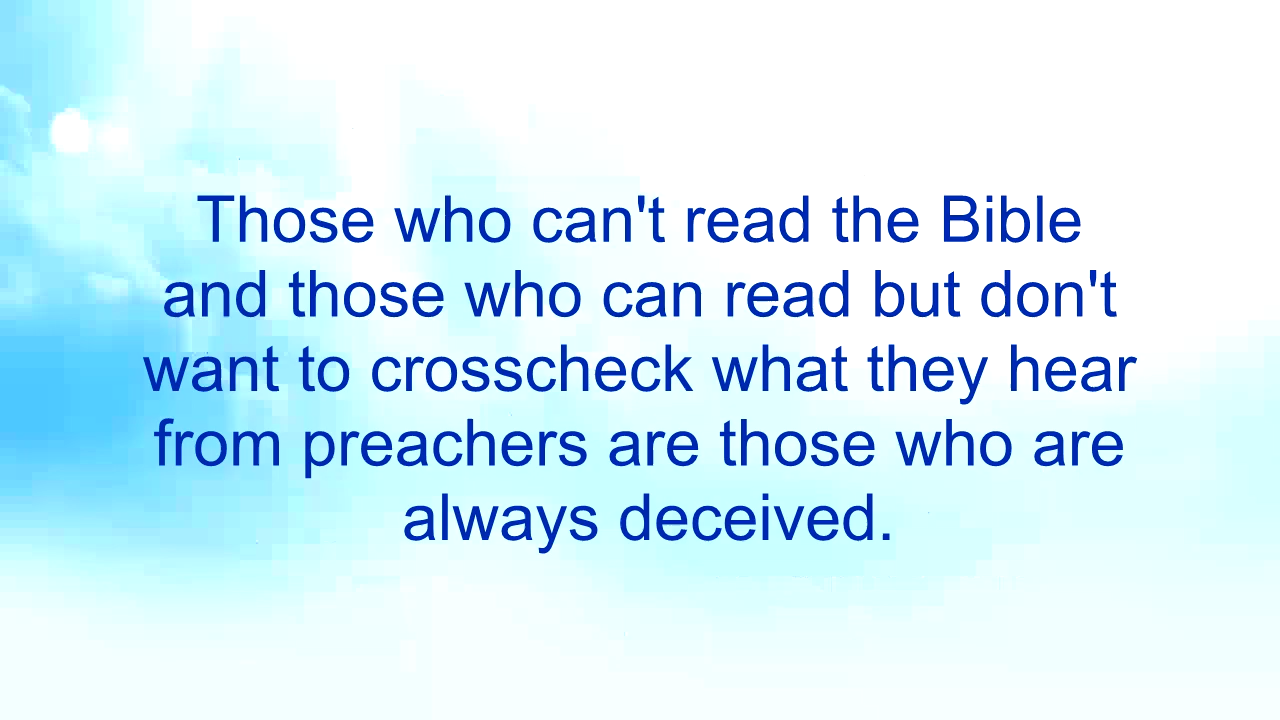 Those who can't read the Bible
and those who can read but don't
want to crosscheck what they hear
from preachers are those who are
always deceived.